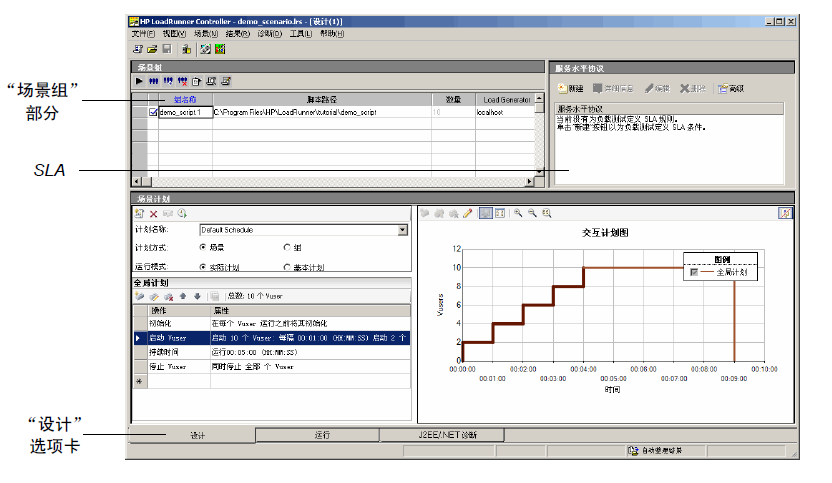 HP LoadRunner Controller - demo_scenario.lrs - [设计(1)]
文件(F) 视图(V) 场景(N) 结果(R) 诊断(D) 工具(L) 帮助(H)
场景组
服务水平协议
新建 详细信息 编辑 删除 高级
“场景组”
部分
组名称 脚本路径 数量 Load Generator
demo_script 1 C:\Program Files\HP\LoadRunner\tutorial\demo_script 10 localhost
服务水平协议
当前没有为负载测试定义 SLA 规则。
单击"新建"按钮以为负载测试定义 SLA 条件。
SLA
场景计划
计划名称: Default Schedule
计划方式: 场景 组
运行模式: 实际计划 基本计划
全局计划
总数: 10 个 Vuser
操作 属性
初始化 在每个 Vuser 运行之前将其初始化
启动 Vuser 启动 10 个 Vuser: 每隔 00:01:00 (HH:MM:SS) 启动 2 个
持续时间 运行00:05:00 (HH:MM:SS)
停止 Vuser 同时停止 全部 个 Vuser
交互计划图
图例
全局计划
Vusers
12
10
8
6
4
2
0
00:00:00 00:02:00 00:04:00 00:06:00 00:08:00 00:10:00
00:01:00 00:03:00 00:05:00 00:07:00 00:09:00
时间
“设计”
选项卡
设计 运行 J2EE/.NET 诊断
自动整理场景